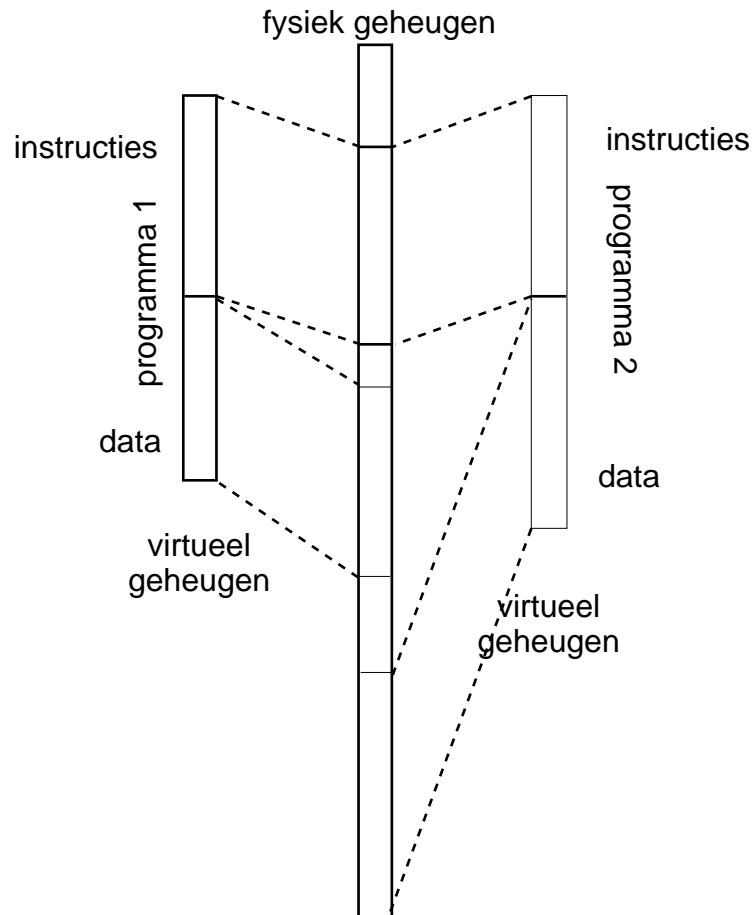 fysiek geheugen
instructies
programma 1
data
virtueel
geheugen
instructies
programma 2
data
virtueel
geheugen